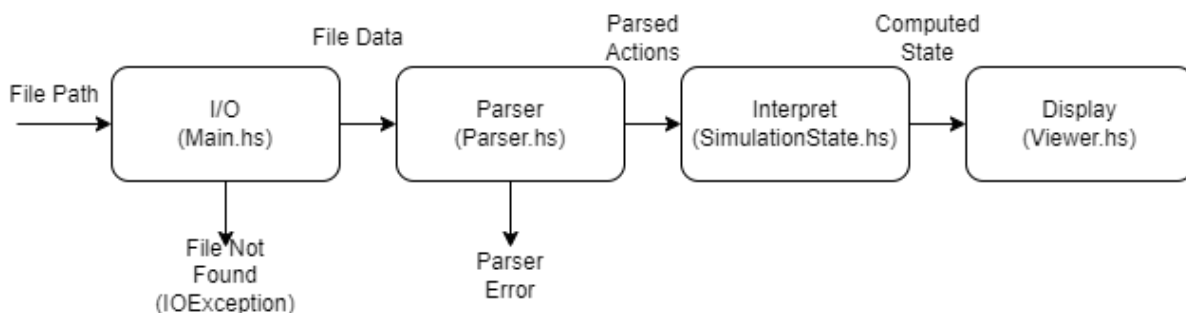 File Path
I/O
(Main.hs)
File Data
Parser
(Parser.hs)
Parsed
Actions
Interpret
(SimulationState.hs)
Computed
State
Display
(Viewer.hs)
File Not
Found
(IOException)
Parser
Error